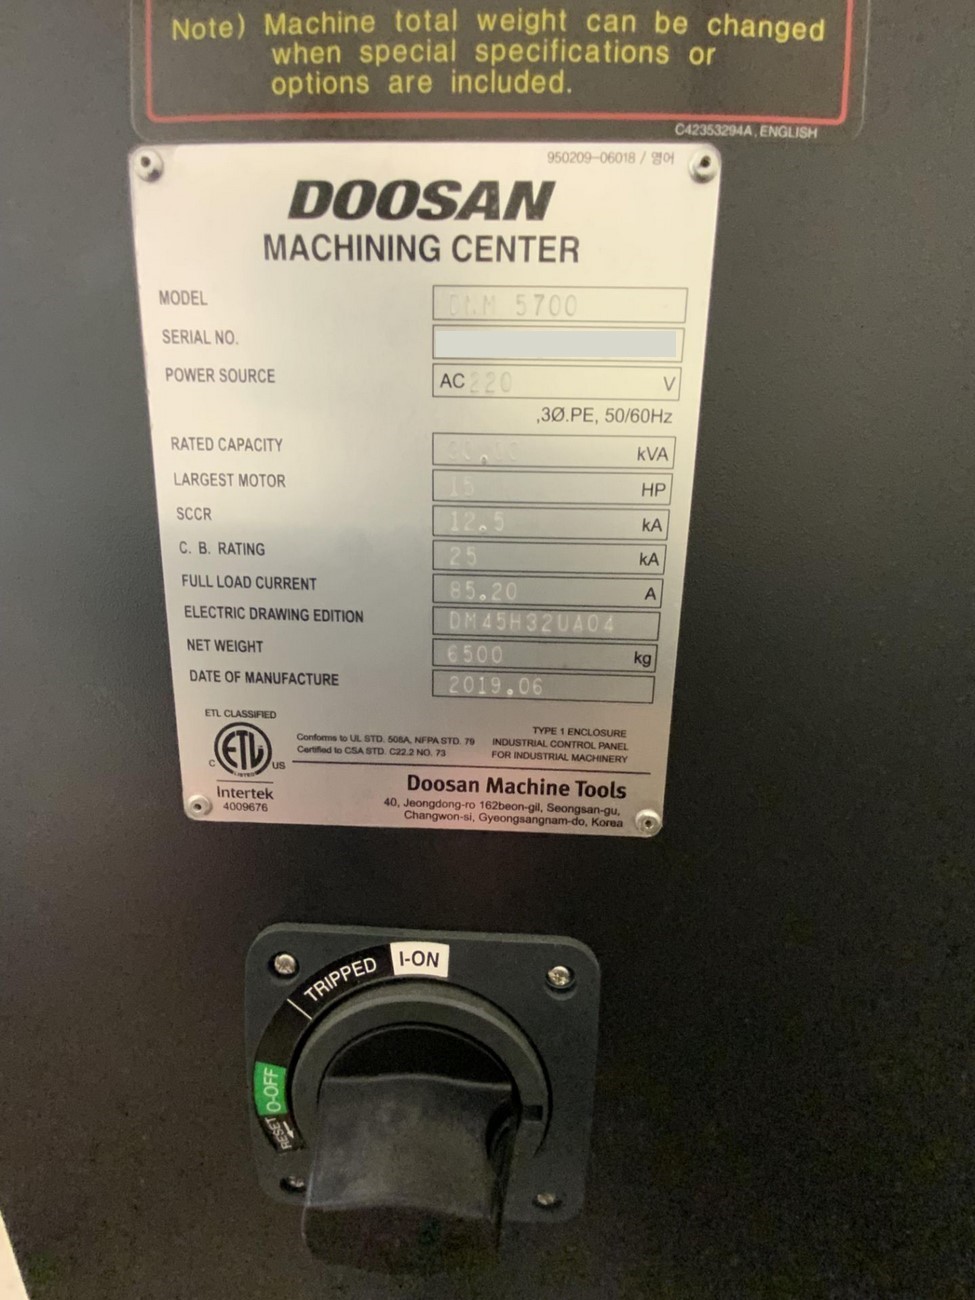 Note) Machine total weight can be changed
when special specifications or
options are included.
C42353294A, ENGLISH
950209-06018 / 영어
DOOSAN
MACHINING CENTER
MODEL DNM 5700
SERIAL NO.
POWER SOURCE AC 220 V
,3Ø.PE, 50/60Hz
RATED CAPACITY kVA
LARGEST MOTOR 15 HP
SCCR 12.5 kA
C. B. RATING 25 kA
FULL LOAD CURRENT 85.20 A
ELECTRIC DRAWING EDITION DM45H32UA04
NET WEIGHT 6500 kg
DATE OF MANUFACTURE 2019.06
ETL CLASSIFIED
ETL
LISTED
C US
Intertek
4009676
Conforms to UL STD. 508A, NFPA STD. 79
Certified to CSA STD. C22.2 NO. 73
TYPE 1 ENCLOSURE
INDUSTRIAL CONTROL PANEL
FOR INDUSTRIAL MACHINERY
Doosan Machine Tools
40, Jeongdong-ro 162beon-gil, Seongsan-gu,
Changwon-si, Gyeongsangnam-do, Korea
I-ON
TRIPPED
O-OFF
RESET